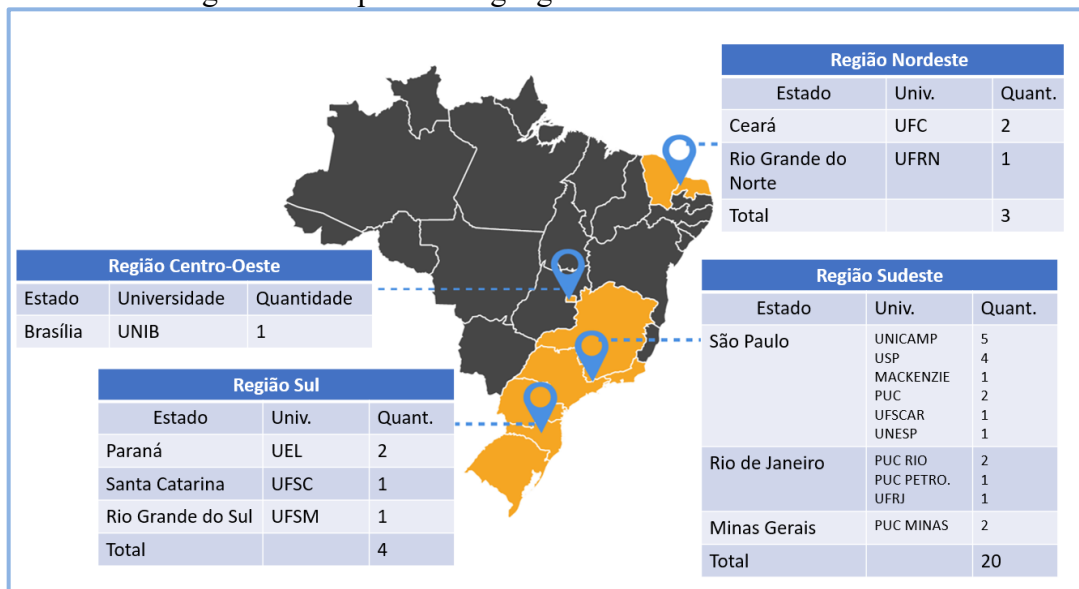 Região Nordeste
Estado Univ. Quant.
Ceará UFC 2
Rio Grande do UFRN 1
Norte
Total 3
Região Centro-Oeste
Estado Universidade Quantidade
Brasília UNIB 1
Região Sudeste
Estado Univ. Quant.
São Paulo UNICAMP 5
USP 4
MACKENZIE 1
PUC 2
UFSCAR 1
UNESP 1
Rio de Janeiro PUC RIO 2
PUC PETRO. 1
UFRJ 1
Minas Gerais PUC MINAS 2
Total 20
Região Sul
Estado Univ. Quant.
Paraná UEL 2
Santa Catarina UFSC 1
Rio Grande do Sul UFSM 1
Total 4